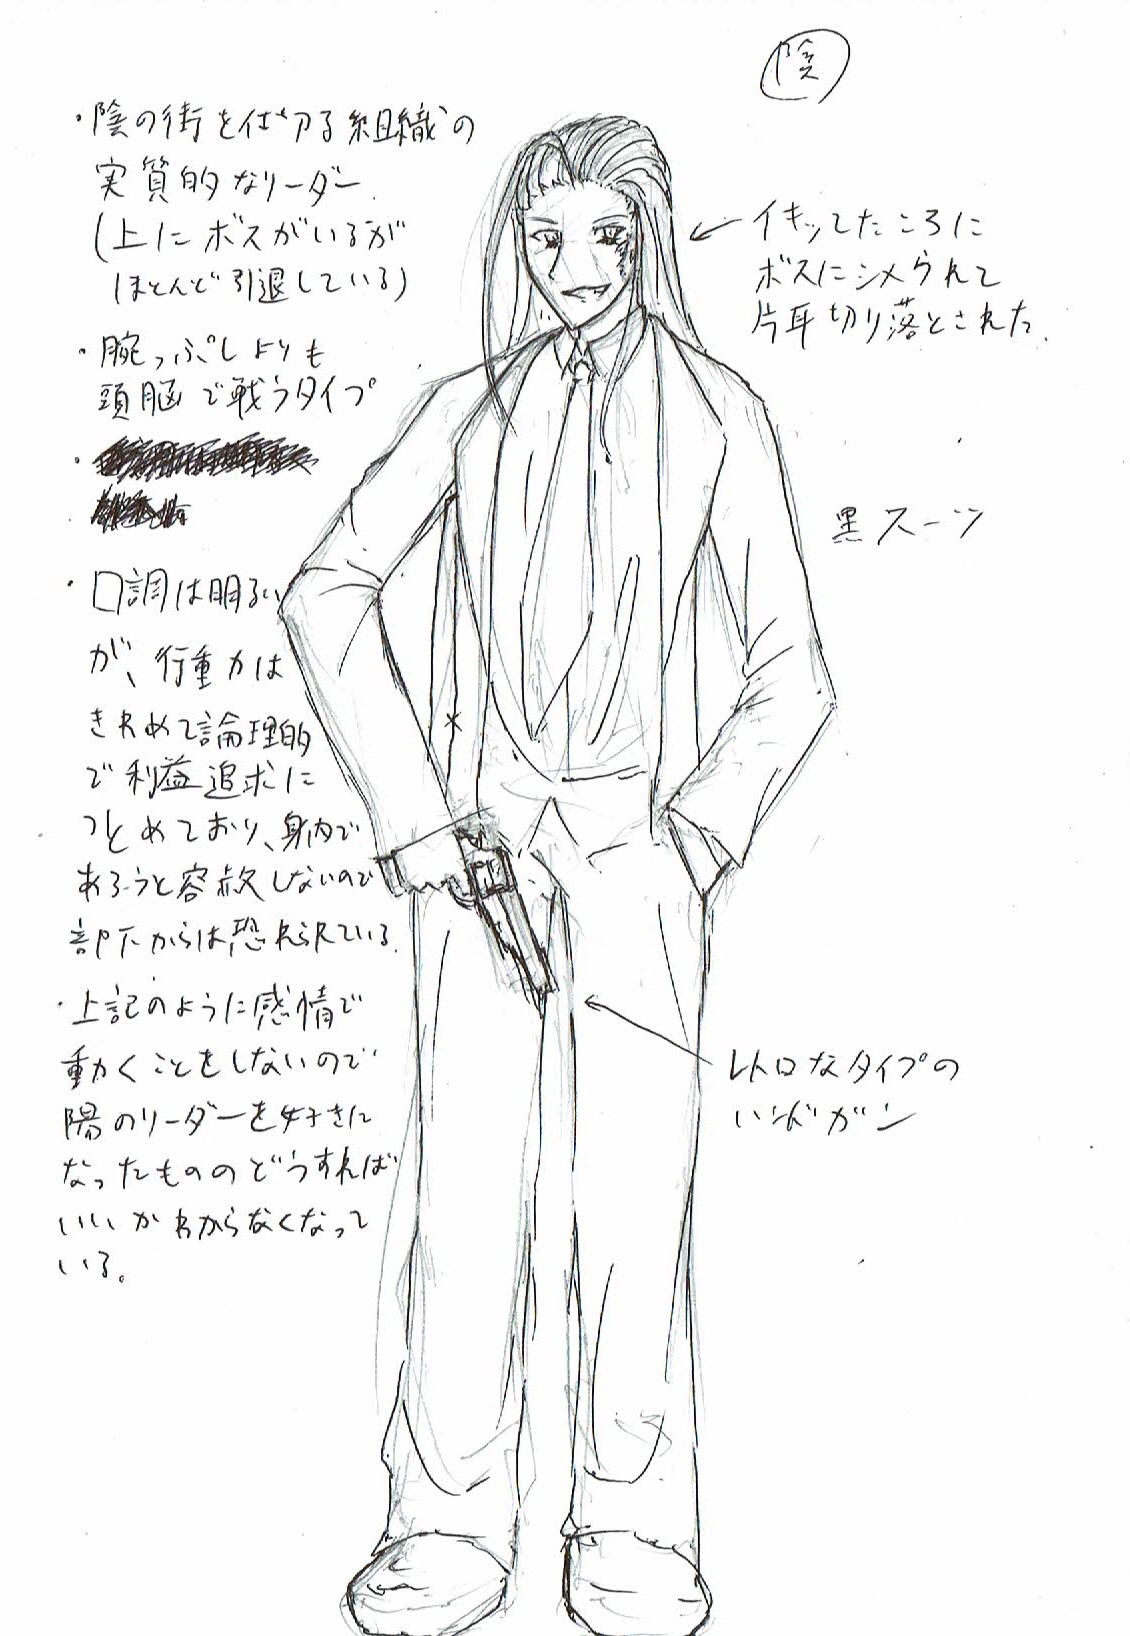 陰
・陰の街を仕切る組織の
実質的なリーダー
(上にボスがいるが
ほとんど引退している)
・腕っぷしよりも
頭脳で戦うタイプ
・口調は明るい
が、行動力は
きわめて論理的
で利益追求に
つとめており、身内で
あろうと容赦しないので
部下からは恐れられている。
・上記のように感情で
動くことをしないので
陽のリーダーを好きに
なったもののどうすれば
いいかわからなくなって
いる。
イキッてたころに
ボスにシメられて
片耳切り落とされた。
黒スーツ
レトロなタイプの
ハンドガン